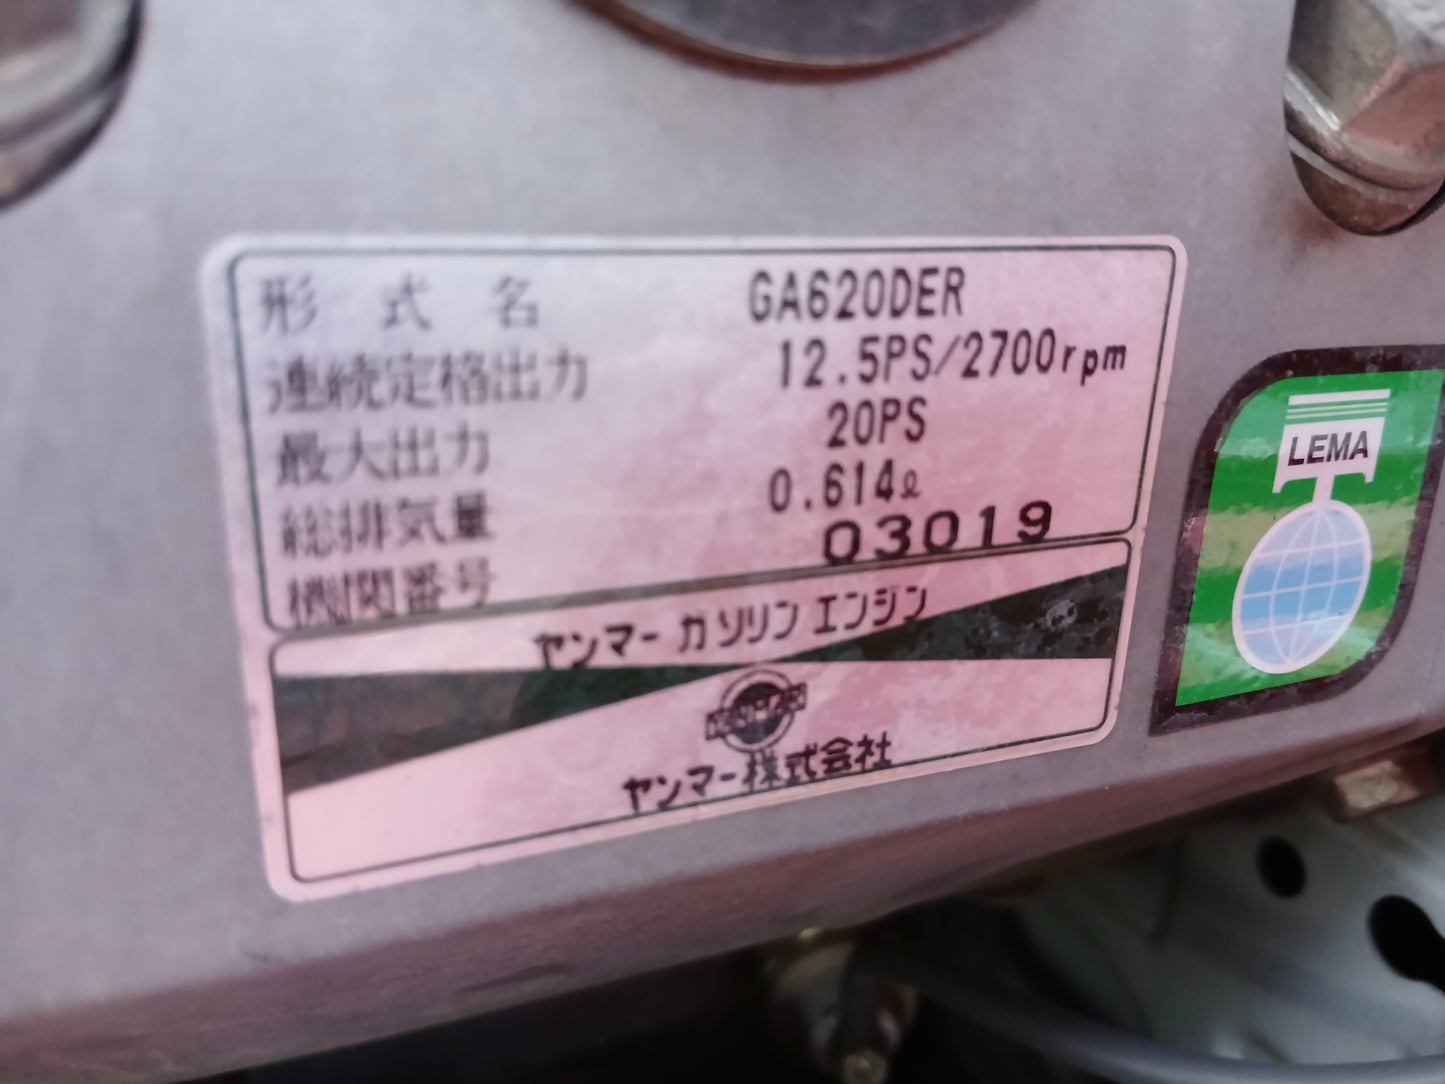 形式名 GA620DER
連続定格出力 12.5PS/2700rpm
最大出力 20PS
総排気量 0.614ℓ
機関番号 03019
ヤンマーガソリンエンジン
YANMAR
ヤンマー株式会社
LEMA